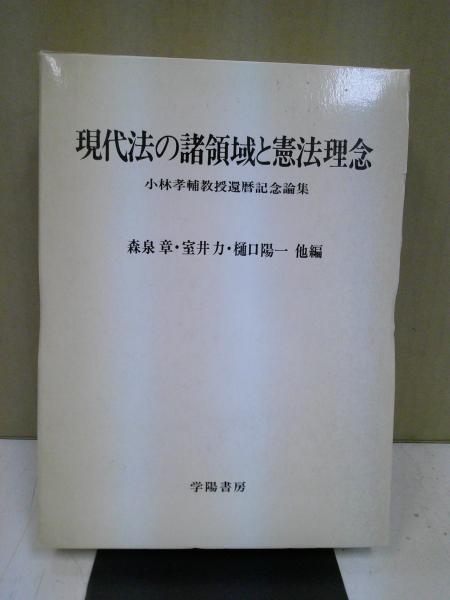 現代法の諸領域と憲法理念
小林孝輔教授還暦記念論集
森泉章・室井力・樋口陽一 他編
学陽書房